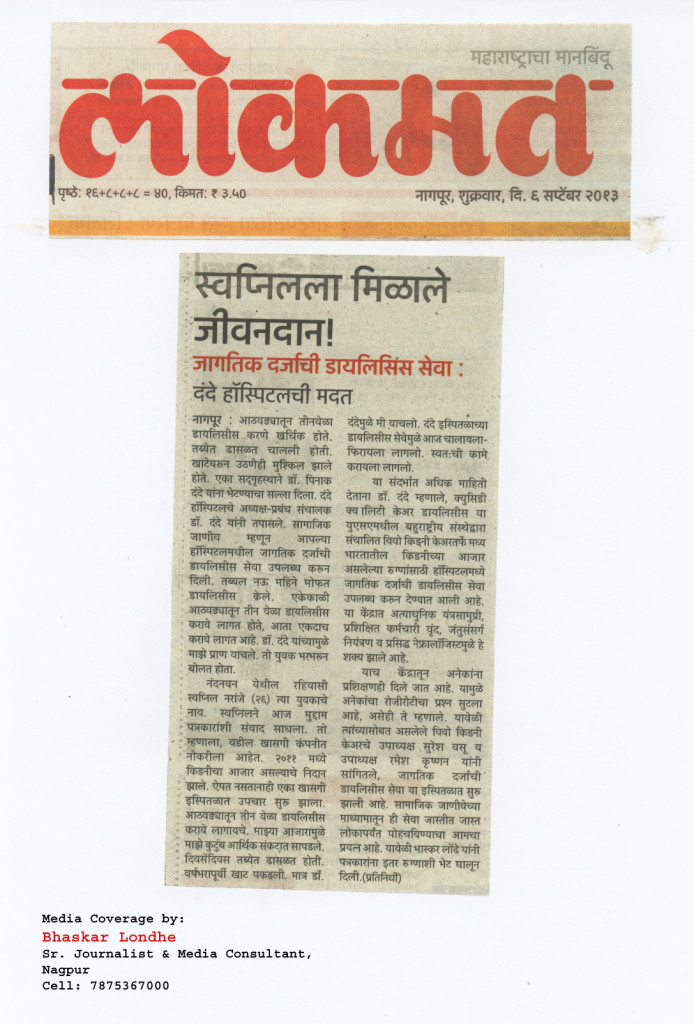 महाराष्ट्राचा मानबिंदू
लोकमत
पृष्ठे: १६+८+८+८ = ४०, किंमत: ₹ ३.५०
नागपूर, शुक्रवार, दि. ६ सप्टेंबर २०१३
स्वप्निलला मिळाले
जीवनदान!
जागतिक दर्जाची डायलिसिस सेवा :
दंदे हॉस्पिटलची मदत
नागपूर : आठवड्यातून तीनवेळा
डायलिसीस करणे खर्चिक होते.
तब्येत ढासळत चालली होती.
खाटेवरून उठणेही मुश्किल झाले
होते. एका सद्‌गृहस्थाने डॉ. पिनाक
दंदे यांना भेटण्याचा सल्ला दिला. दंदे
हॉस्पिटलचे अध्यक्ष-प्रबंध संचालक
डॉ. दंदे यांनी तपासले. सामाजिक
जाणीव म्हणून आपल्या
हॉस्पिटलमधील जागतिक दर्जाची
डायलिसीस सेवा उपलब्ध करून
दिली. तब्बल नऊ महिने मोफत
डायलिसीस केले. एकेकाळी
आठवड्यातून तीन वेळा डायलिसीस
करावे लागत होते, आता एकदाच
करावे लागत आहे. डॉ. दंदे यांच्यामुळे
माझे प्राण वाचले. तो युवक भरभरून
बोलत होता.
नंदनवन येथील रहिवासी
स्वप्निल नरांजे (२६) त्या युवकाचे
नाव. स्वप्निलने आज मुद्दाम
पत्रकारांशी संवाद साधला. तो
म्हणाला, वडील खासगी कंपनीत
नोकरीला आहेत. २०११ मध्ये
किडनीचा आजार असल्याचे निदान
झाले. ऐपत नसतानाही एका खासगी
इस्पितळात उपचार सुरू झाला.
आठवड्यातून तीन वेळा डायलिसीस
करावे लागायचे. माझ्या आजारामुळे
माझे कुटुंब आर्थिक संकटात सापडले.
दिवसेंदिवस तब्येत ढासळत होती.
वर्षभरापूर्वी खाट पकडली. मात्र डॉ.
दंदेमुळे मी वाचलो. दंदे इस्पितळाच्या
डायलिसीस सेवेमुळे आज चालायला-
फिरायला लागलो. स्वत:ची कामे
करायला लागलो.
या संदर्भात अधिक माहिती
देताना डॉ. दंदे म्हणाले, क्युसिडी
क्वालिटी केअर डायलिसीस या
युएसएमधील बहुराष्ट्रीय संस्थेद्वारा
संचालित विवो किडनी केअरतर्फे मध्य
भारतातील किडनीच्या आजार
असलेल्या रुग्णांसाठी हॉस्पिटलमध्ये
जागतिक दर्जाची डायलिसीस सेवा
उपलब्ध करून देण्यात आली आहे.
या केंद्रात अत्याधुनिक यंत्रसामुग्री,
प्रशिक्षित कर्मचारी वृंद, जंतुसंसर्ग
नियंत्रण व प्रसिद्ध नेफ्रालॉजिस्टमुळे हे
शक्य झाले आहे.
याच केंद्रातून अनेकांना
प्रशिक्षणही दिले जात आहे. यामुळे
अनेकांचा रोजीरोटीचा प्रश्न सुटला
आहे, असेही ते म्हणाले. यावेळी
त्यांच्यासोबत असलेले विवो किडनी
केअरचे उपाध्यक्ष सुरेश वसू व
उपाध्यक्ष रमेश कृष्णन यांनी
सांगितले, जागतिक दर्जाची
डायलिसीस सेवा या इस्पितळात सुरु
झाली आहे. सामाजिक जाणीवेच्या
माध्यामातून ही सेवा जास्तीत जास्त
लोकापर्यंत पोहचविण्याचा आमचा
प्रयत्न आहे. यावेळी भास्कर लोंढे यांनी
पत्रकारांना इतर रुग्णाशी भेट घालून
दिली.(प्रतिनिधी)
Media Coverage by:
Bhaskar Londhe
Sr. Journalist & Media Consultant,
Nagpur
Cell: 7875367000